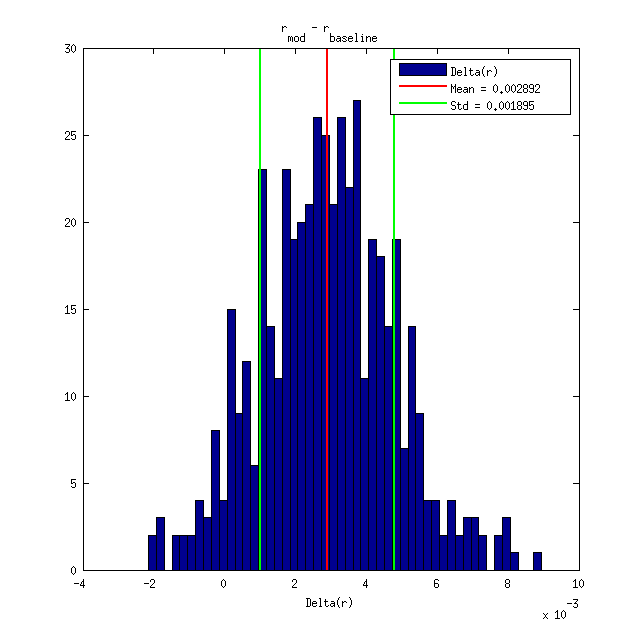 r_mod - r_baseline
30
25
20
15
10
5
0
Delta(r)
Mean = 0.002892
Std = 0.001895
-4 -2 0 2 4 6 8 10
Delta(r)
x 10^-3